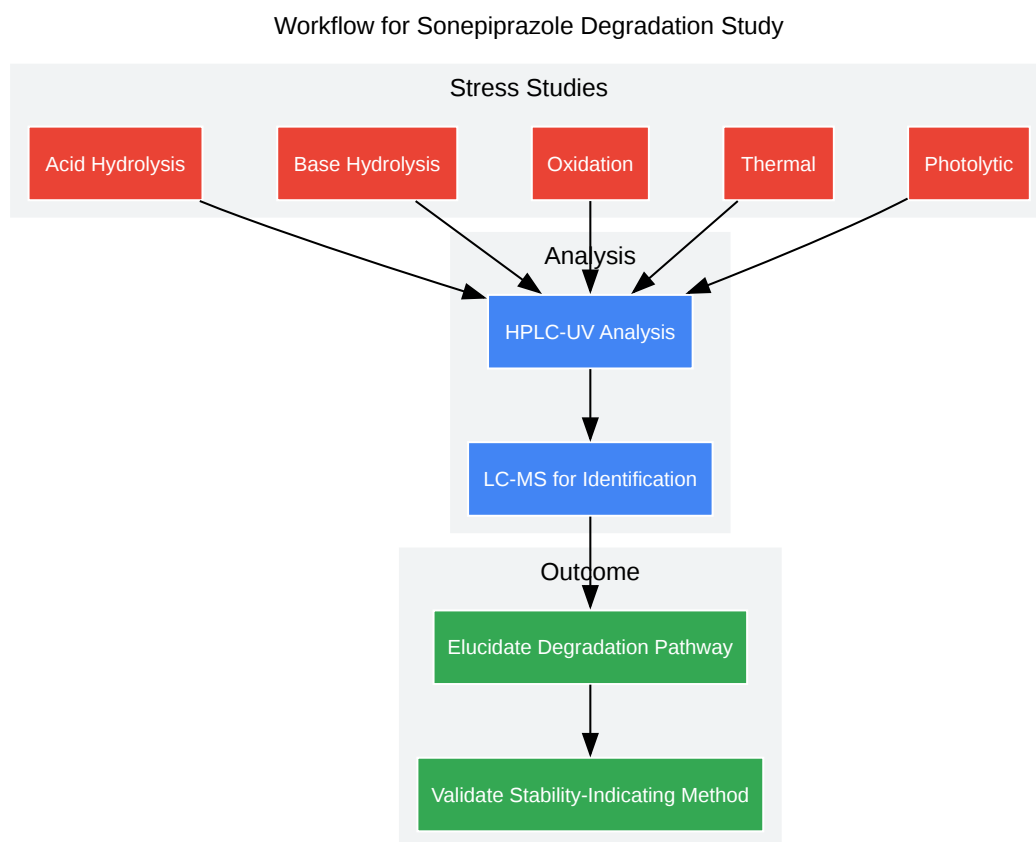 Workflow for Sonepiprazole Degradation Study
Stress Studies
Acid Hydrolysis
Base Hydrolysis
Oxidation
Thermal
Photolytic
Analysis
HPLC-UV Analysis
LC-MS for Identification
Outcome
Elucidate Degradation Pathway
Validate Stability-Indicating Method